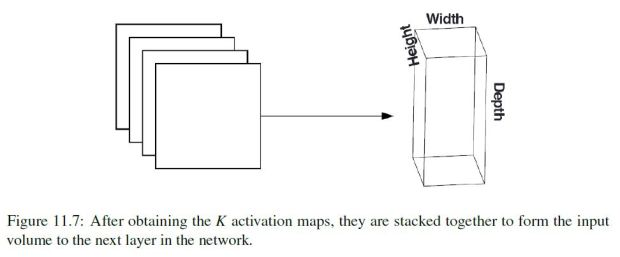 Width
Height
Depth
Figure 11.7: After obtaining the K activation maps, they are stacked together to form the input
volume to the next layer in the network.